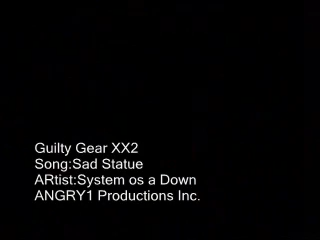 Guilty Gear XX2
Song:Sad Statue
ARtist:System os a Down
ANGRY1 Productions Inc.